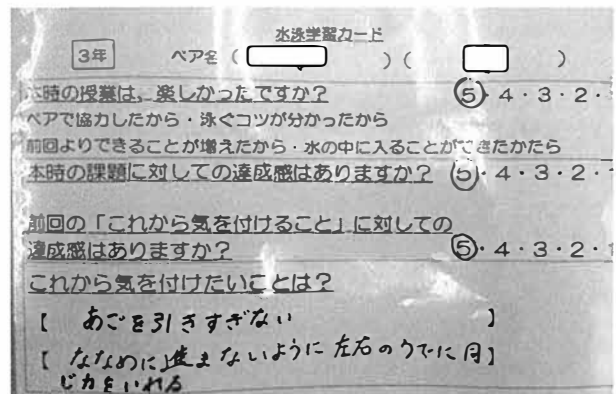 水泳学習カード
3年 ペア名 ( ) ( )
本時の授業は、楽しかったですか? ⑤・4・3・2・
ペアで協力したから・泳ぐコツが分かったから
前回よりできることが増えたから・水の中に入ることができたかたら
本時の課題に対しての達成感はありますか? ⑤・4・3・2・1
前回の「これから気を付けること」に対しての
達成感はありますか? ⑤・4・3・2・1
これから気を付けたいことは?
【 あごを引きすぎない 】
【 ななめに進まないように左右のうでに同】
じ力をいれる